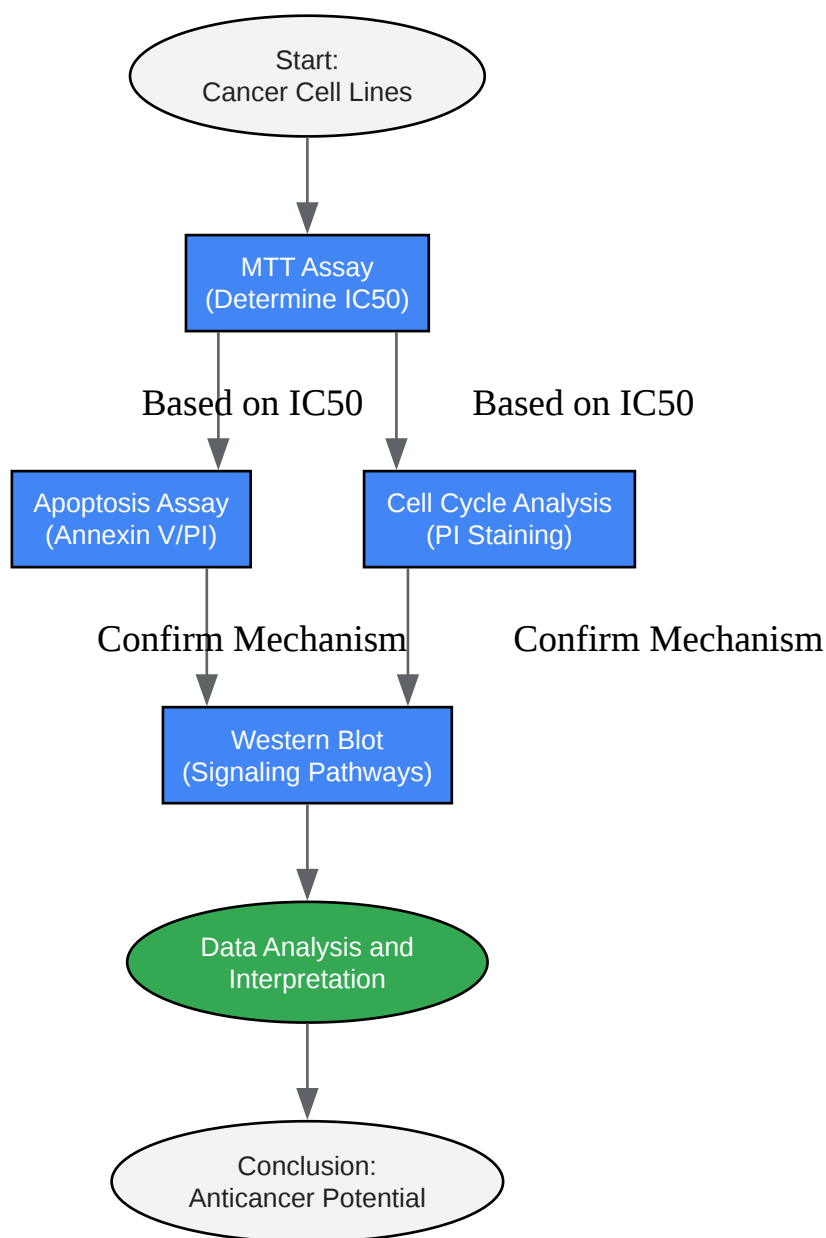 Start:
Cancer Cell Lines
MTT Assay
(Determine IC50)
Based on IC50
Based on IC50
Apoptosis Assay
(Annexin V/PI)
Cell Cycle Analysis
(PI Staining)
Confirm Mechanism
Confirm Mechanism
Western Blot
(Signaling Pathways)
Data Analysis and
Interpretation
Conclusion:
Anticancer Potential